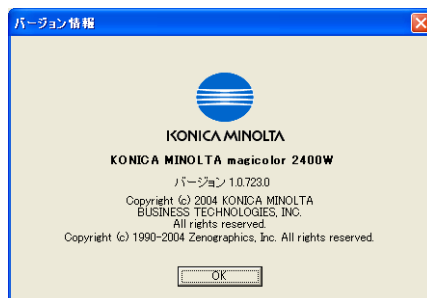 バージョン情報
KONICA MINOLTA
KONICA MINOLTA magicolor 2400W
バージョン 1.0.723.0
Copyright (c) 2004 KONICA MINOLTA
BUSINESS TECHNOLOGIES, INC.
All rights reserved.
Copyright (c) 1990-2004 Zenographics, Inc. All rights reserved.
OK